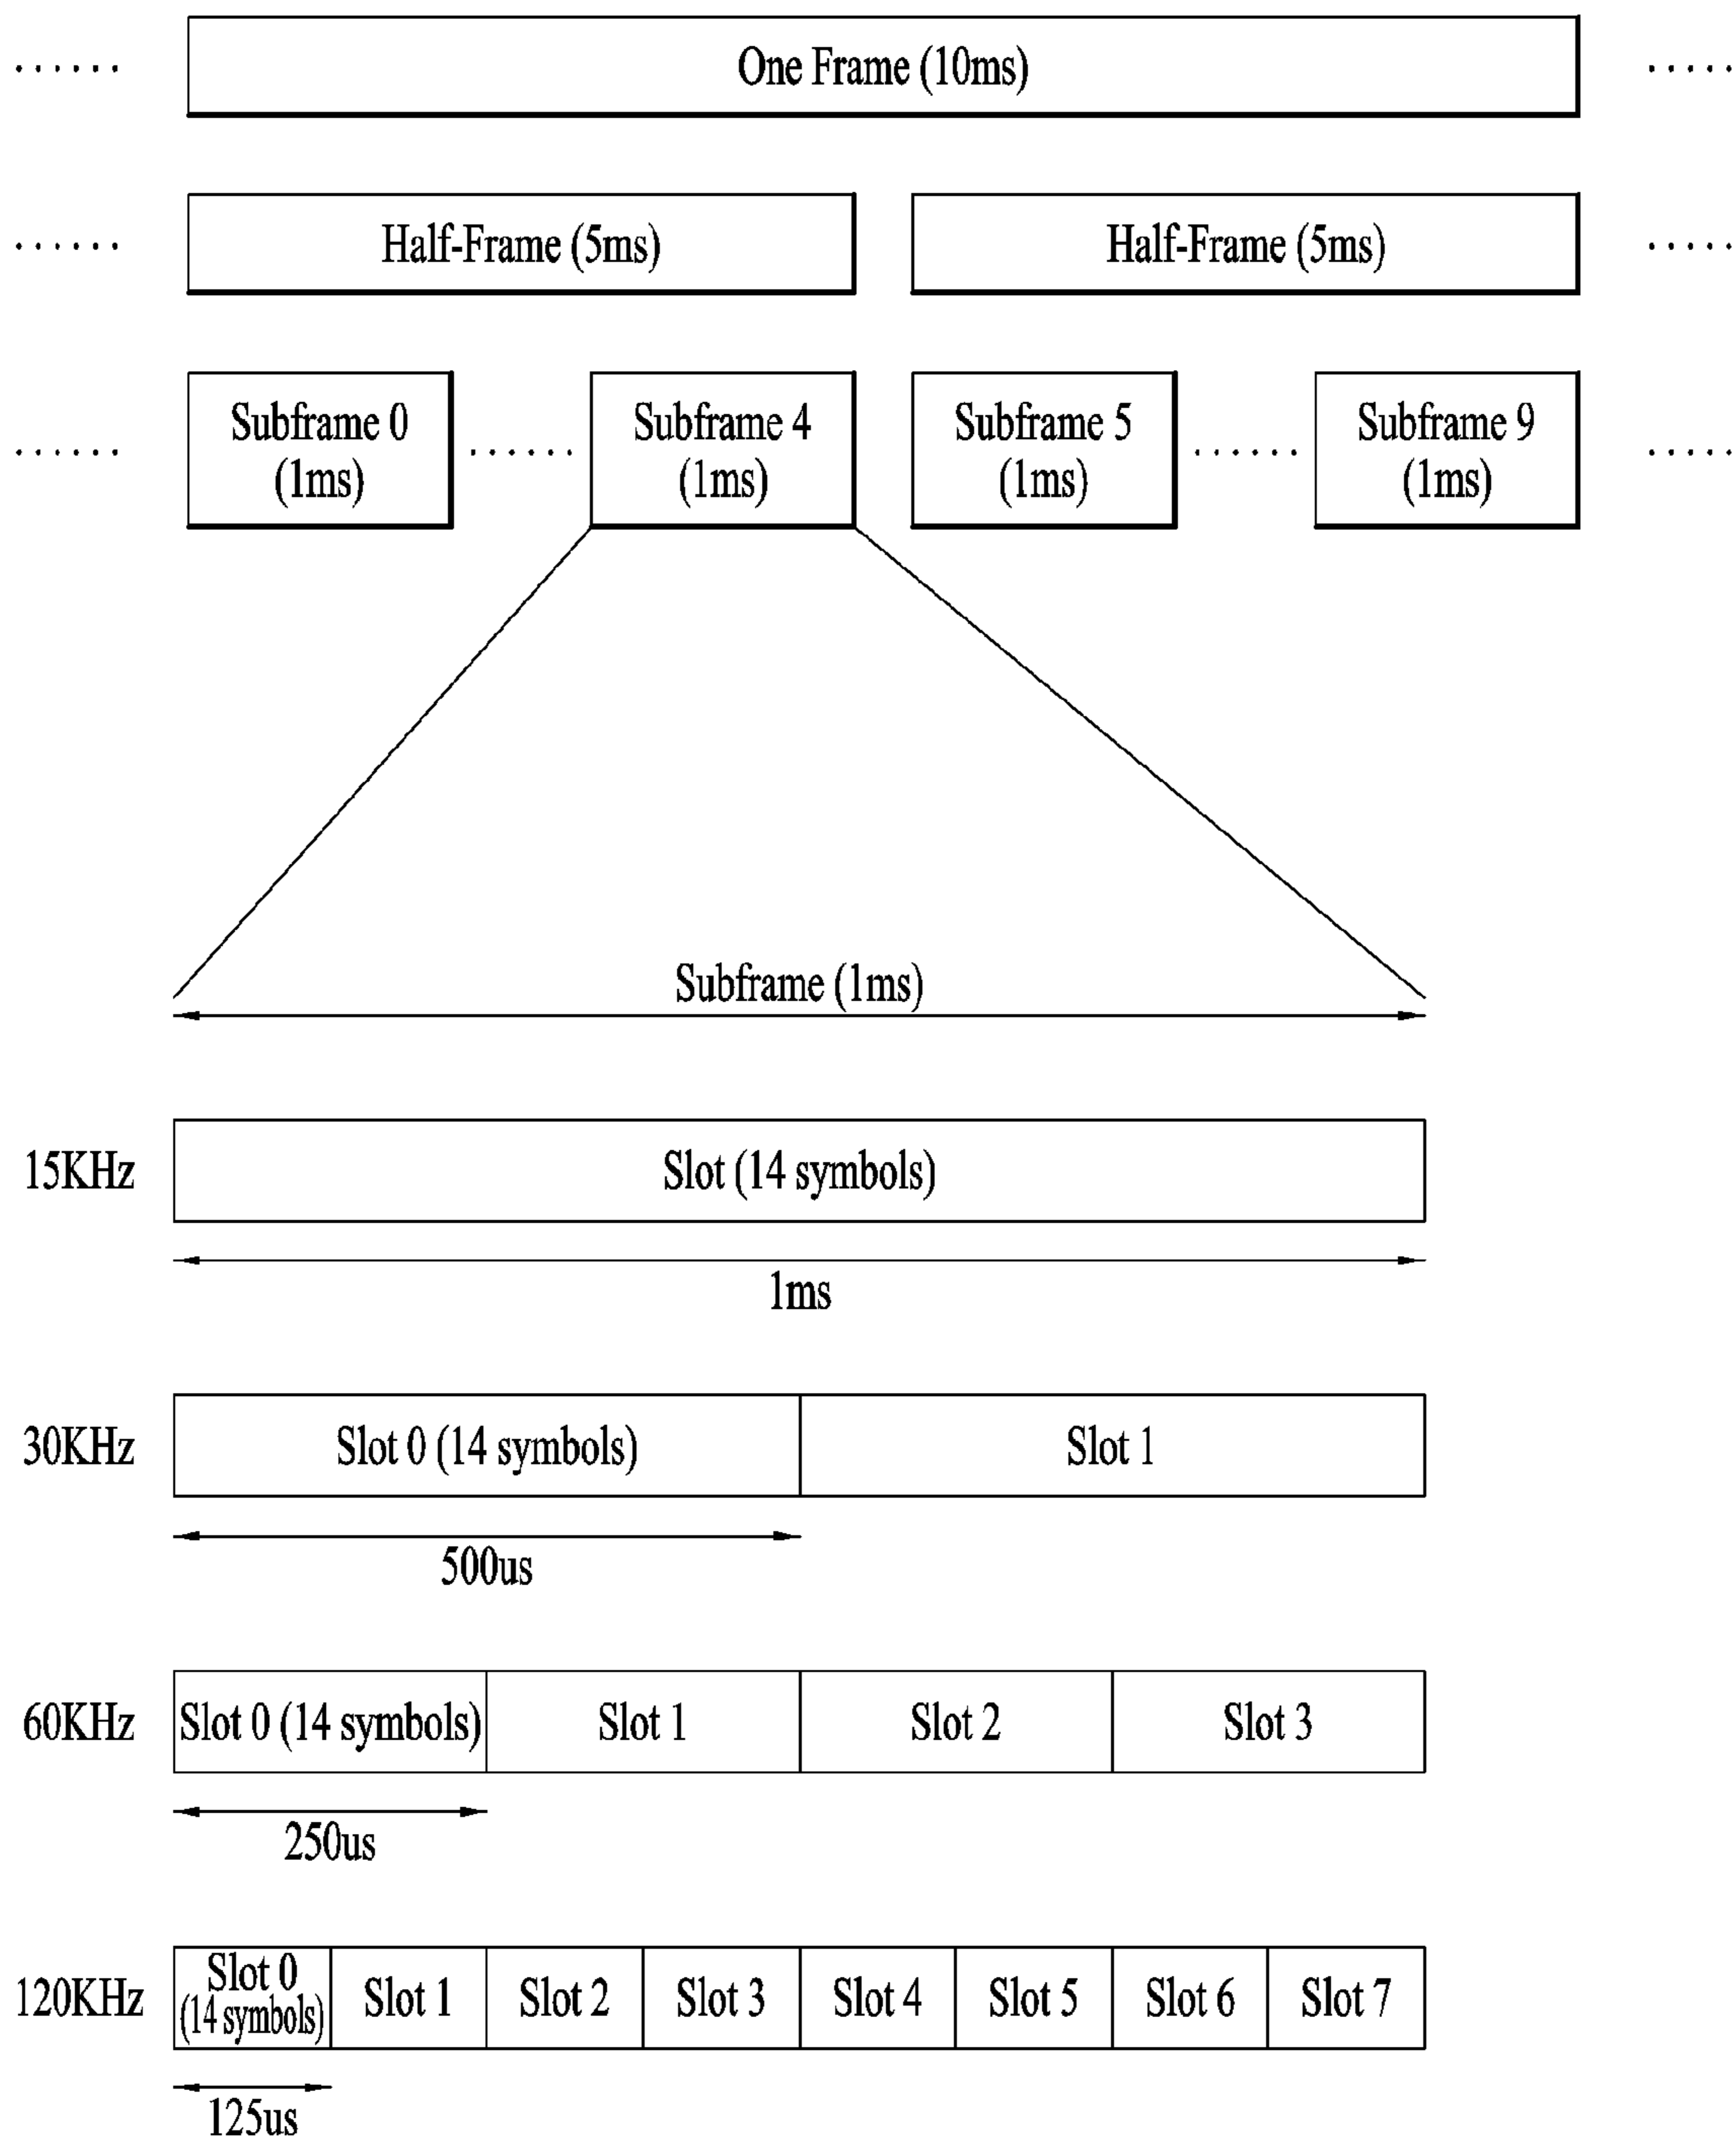 One Frame (10ms)
Half-Frame (5ms)
Half-Frame (5ms)
Subframe 0
(1ms)
Subframe 4
(1ms)
Subframe 5
(1ms)
Subframe 9
(1ms)
Subframe (1ms)
15KHz
Slot (14 symbols)
1ms
30KHz
Slot 0 (14 symbols)
Slot 1
500us
60KHz
Slot 0 (14 symbols)
Slot 1
Slot 2
Slot 3
250us
120KHz
Slot 0
(14 symbols)
Slot 1
Slot 2
Slot 3
Slot 4
Slot 5
Slot 6
Slot 7
125us